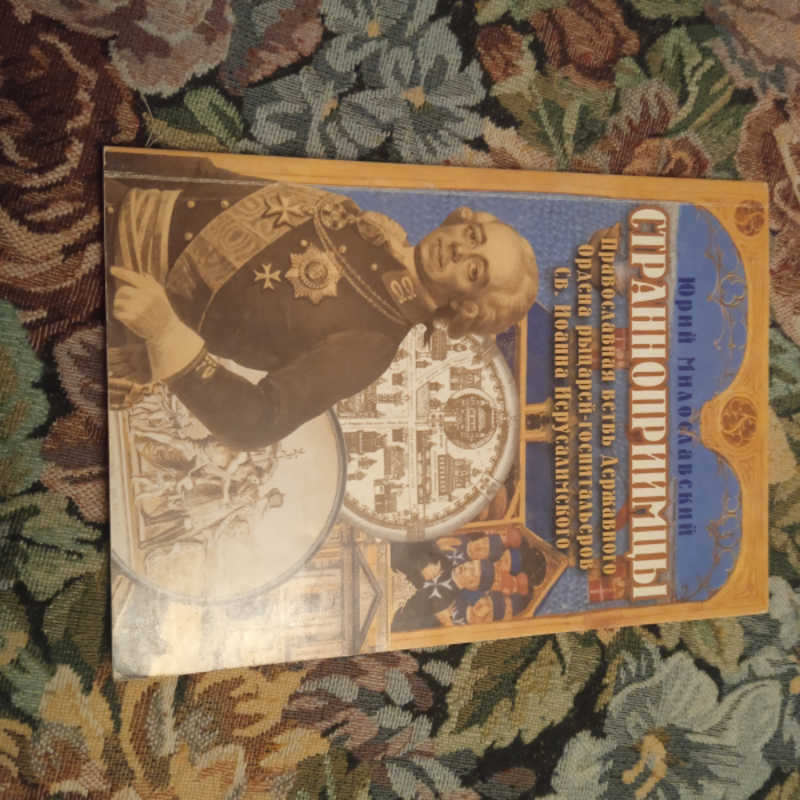 Юрий Милославский
СТРАННОПРИИМЦЫ
Православная ветвь Державного
Ордена рыцарей-госпитальеров
Св. Иоанна Иерусалимского